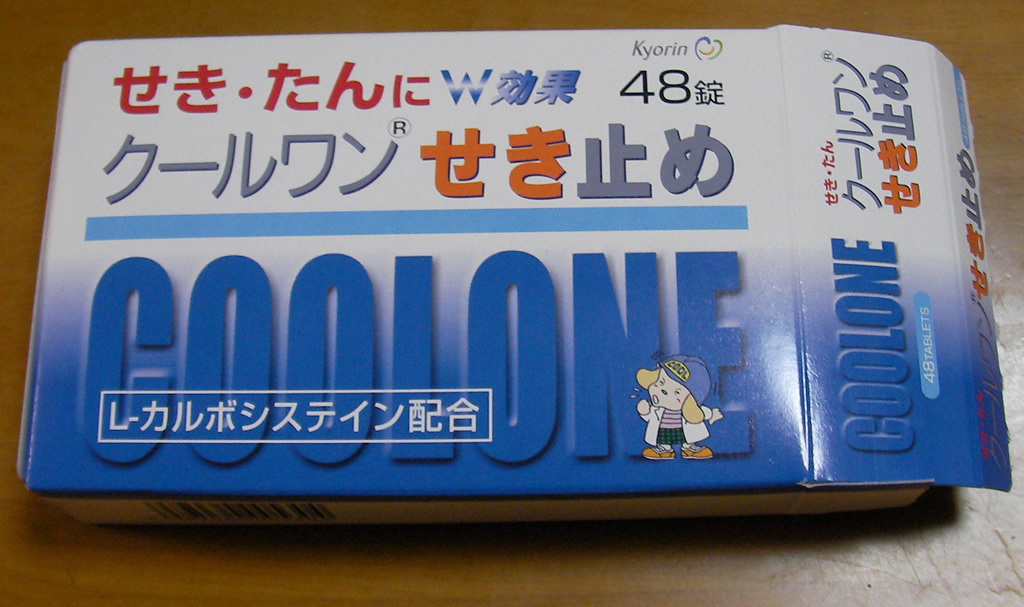 Kyorin
せき・たんに W効果 48錠
クールワン® せき止め
COOLONE
L-カルボシステイン配合
COOL
せき・たん
クールワン®
せき止め
COOLONE
48TABLETS
クールワン せき止め